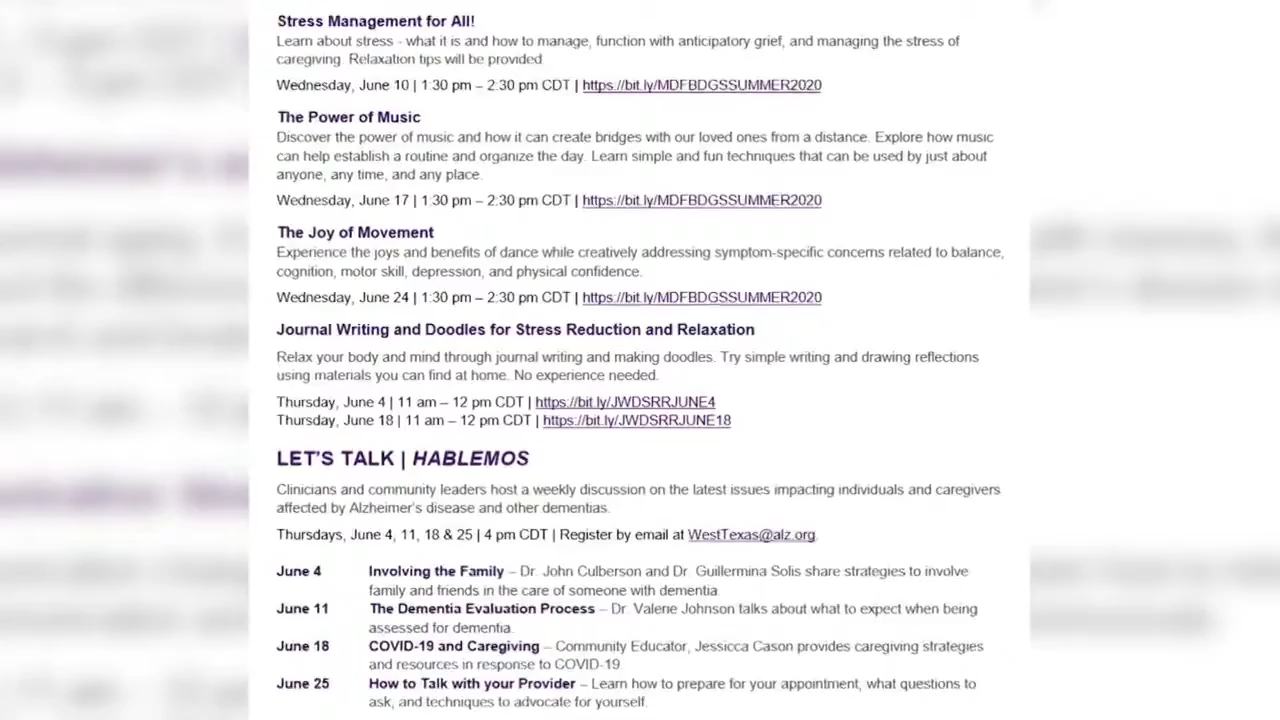 Stress Management for All!
Learn about stress - what it is and how to manage, function with anticipatory grief, and managing the stress of
caregiving. Relaxation tips will be provided
Wednesday, June 10 | 1:30 pm – 2:30 pm CDT | https://bit.ly/MDFBDGSSUMMER2020
The Power of Music
Discover the power of music and how it can create bridges with our loved ones from a distance. Explore how music
can help establish a routine and organize the day. Learn simple and fun techniques that can be used by just about
anyone, any time, and any place.
Wednesday, June 17 | 1:30 pm – 2:30 pm CDT | https://bit.ly/MDFBDGSSUMMER2020
The Joy of Movement
Experience the joys and benefits of dance while creatively addressing symptom-specific concerns related to balance,
cognition, motor skill, depression, and physical confidence.
Wednesday, June 24 | 1:30 pm – 2:30 pm CDT | https://bit.ly/MDFBDGSSUMMER2020
Journal Writing and Doodles for Stress Reduction and Relaxation
Relax your body and mind through journal writing and making doodles. Try simple writing and drawing reflections
using materials you can find at home. No experience needed.
Thursday, June 4 | 11 am – 12 pm CDT | https://bit.ly/JWDSRRJUNE4
Thursday, June 18 | 11 am – 12 pm CDT | https://bit.ly/JWDSRRJUNE18
LET'S TALK | HABLEMOS
Clinicians and community leaders host a weekly discussion on the latest issues impacting individuals and caregivers
affected by Alzheimer's disease and other dementias.
Thursdays, June 4, 11, 18 & 25 | 4 pm CDT | Register by email at WestTexas@alz.org.
June 4 Involving the Family – Dr. John Culberson and Dr. Guillermina Solis share strategies to involve
family and friends in the care of someone with dementia
June 11 The Dementia Evaluation Process – Dr. Valerie Johnson talks about what to expect when being
assessed for dementia.
June 18 COVID-19 and Caregiving – Community Educator, Jessicca Cason provides caregiving strategies
and resources in response to COVID-19
June 25 How to Talk with your Provider – Learn how to prepare for your appointment, what questions to
ask, and techniques to advocate for yourself.